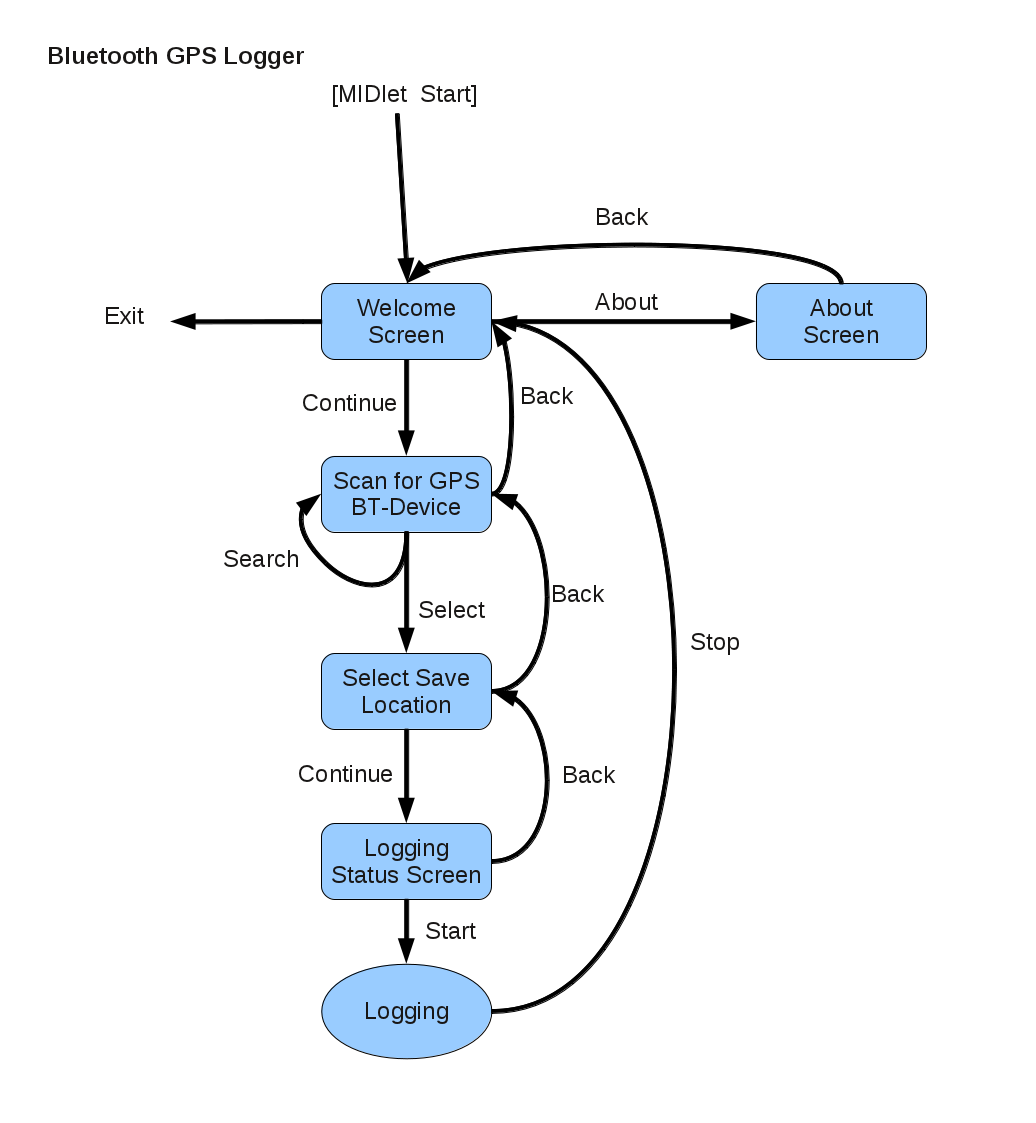 Bluetooth GPS Logger
[MIDlet  Start]
Back
Exit
Welcome
Screen
About
About
Screen
Continue
Back
Scan for GPS
BT-Device
Search
Select
Back
Stop
Select Save
Location
Continue
Back
Logging
Status Screen
Start
Logging